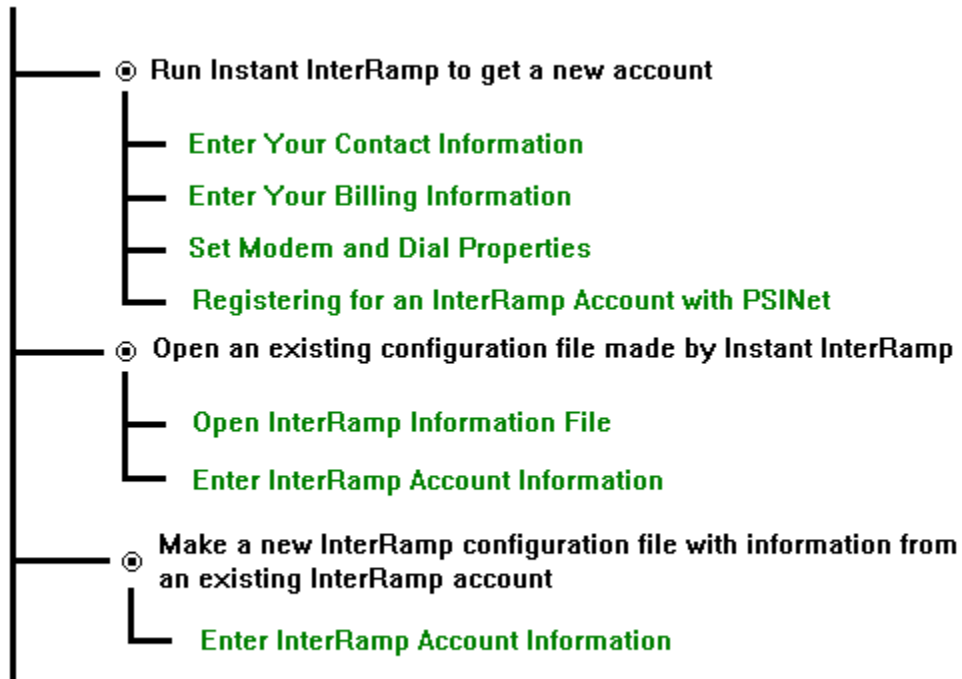 Run Instant InterRamp to get a new account
Enter Your Contact Information
Enter Your Billing Information
Set Modem and Dial Properties
Registering for an InterRamp Account with PSINet
Open an existing configuration file made by Instant InterRamp
Open InterRamp Information File
Enter InterRamp Account Information
Make a new InterRamp configuration file with information from
an existing InterRamp account
Enter InterRamp Account Information